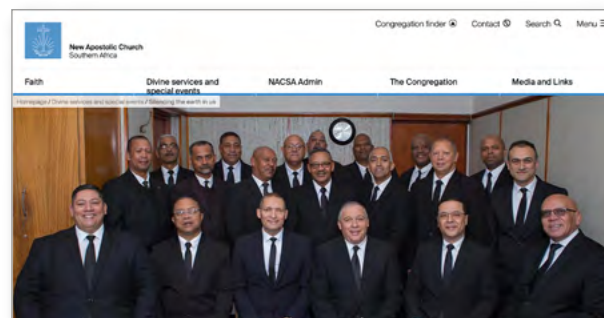 Congregation finder
Contact
Search
Menu
New Apostolic Church
Southern Africa
Faith
Divine services and
special events
NACSA Admin
The Congregation
Media and Links
Homepage / Divine services and special events / Silencing the earth in us